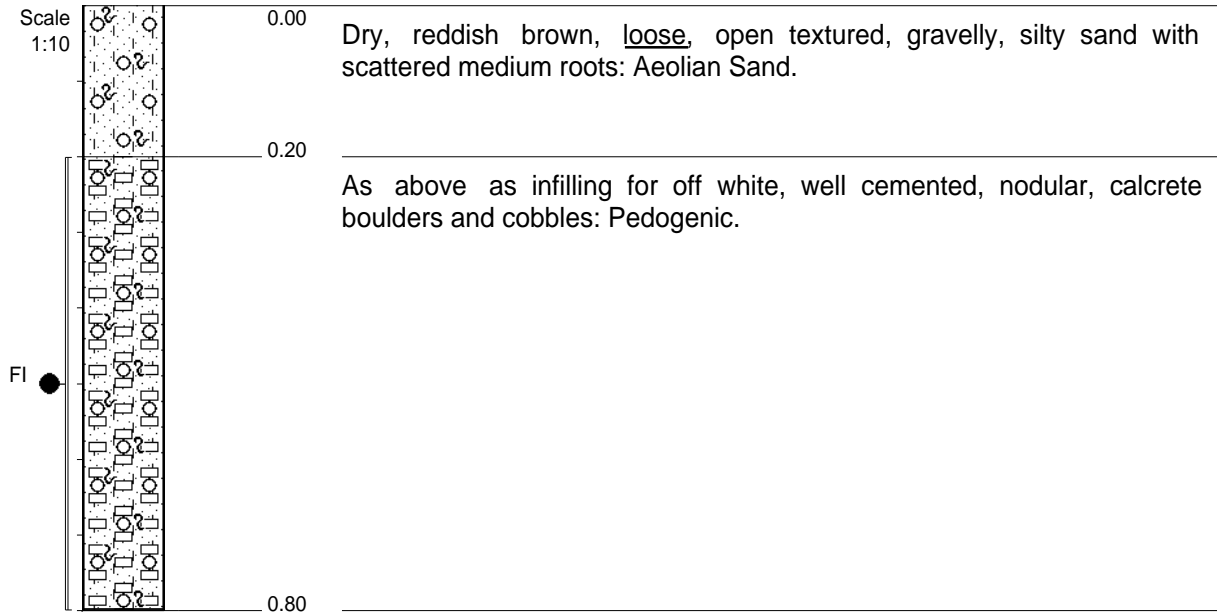 Scale
1:10
0.00
Dry, reddish brown, loose, open textured, gravelly, silty sand with
scattered medium roots: Aeolian Sand.
0.20
As above as infilling for off white, well cemented, nodular, calcrete
boulders and cobbles: Pedogenic.
FI
0.80